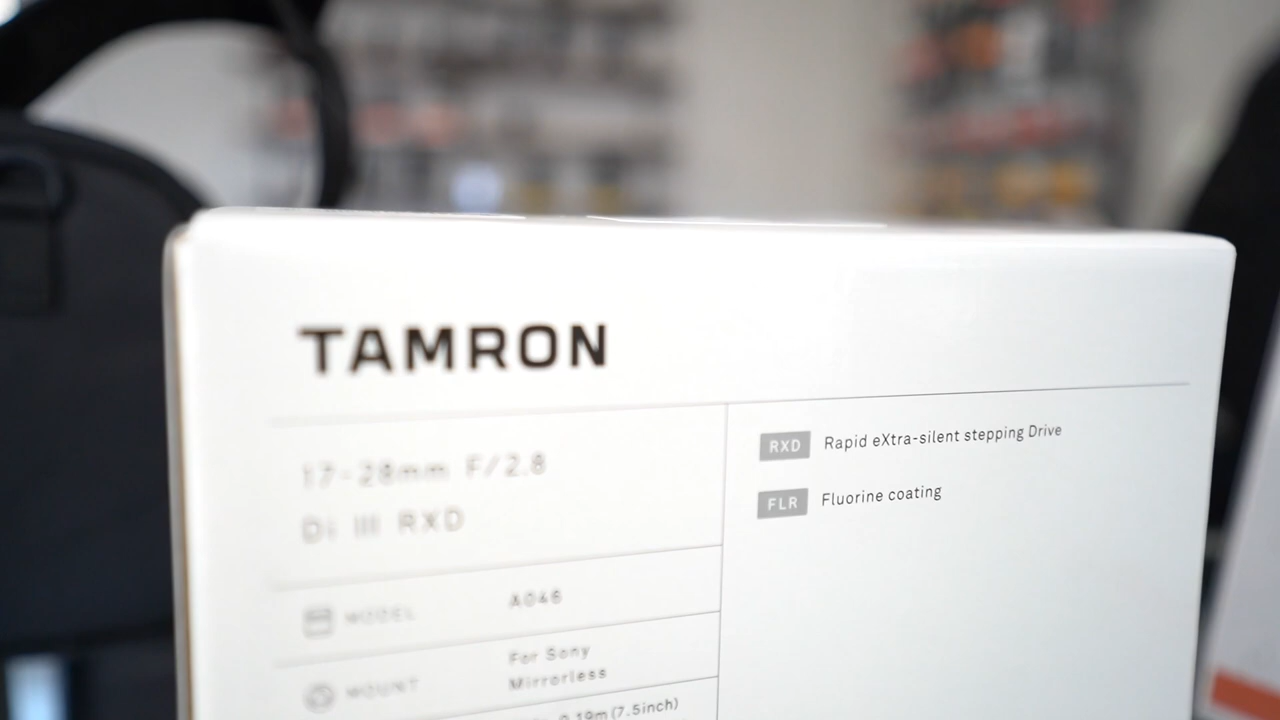 TAMRON
17-28mm F/2.8
Di III RXD
MODEL A046
MOUNT For Sony
Mirrorless
0.19m (7.5inch)
RXD Rapid eXtra-silent stepping Drive
FLR Fluorine coating